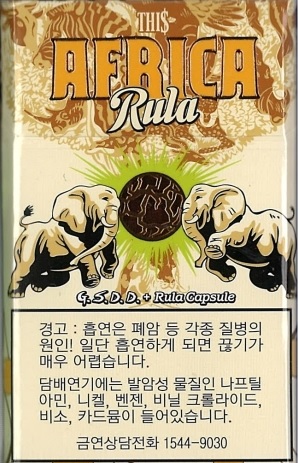 THI$
AFRICA
Rula
G. S. D. D. + Rula Capsule
경고 : 흡연은 폐암 등 각종 질병의
원인! 일단 흡연하게 되면 끊기가
매우 어렵습니다.
담배연기에는 발암성 물질인 나프틸
아민, 니켈, 벤젠, 비닐 크롤라이드,
비소, 카드뮴이 들어있습니다.
금연상담전화 1544-9030